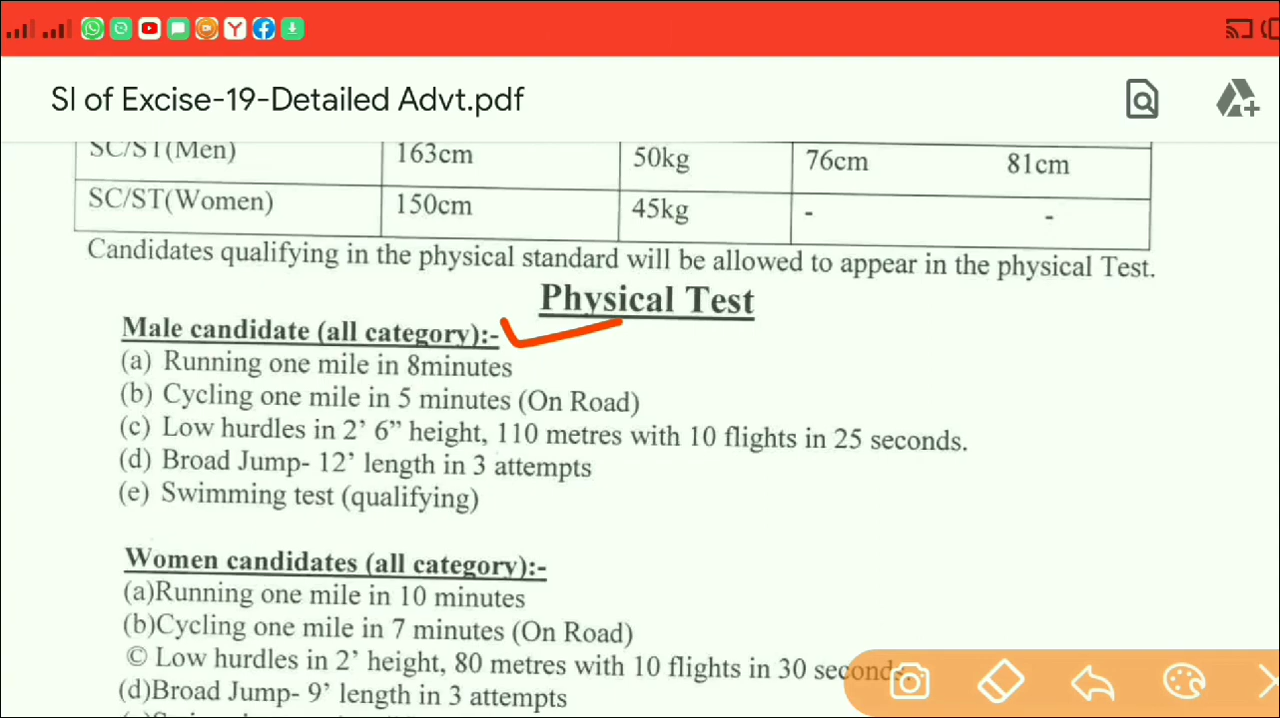 SI of Excise-19-Detailed Advt.pdf
SC/ST(Men) 163cm 50kg 76cm 81cm
SC/ST(Women) 150cm 45kg - -
Candidates qualifying in the physical standard will be allowed to appear in the physical Test.
Physical Test
Male candidate (all category):-
(a) Running one mile in 8minutes
(b) Cycling one mile in 5 minutes (On Road)
(c) Low hurdles in 2’ 6” height, 110 metres with 10 flights in 25 seconds.
(d) Broad Jump- 12’ length in 3 attempts
(e) Swimming test (qualifying)
Women candidates (all category):-
(a)Running one mile in 10 minutes
(b)Cycling one mile in 7 minutes (On Road)
© Low hurdles in 2’ height, 80 metres with 10 flights in 30 seconds.
(d)Broad Jump- 9’ length in 3 attempts